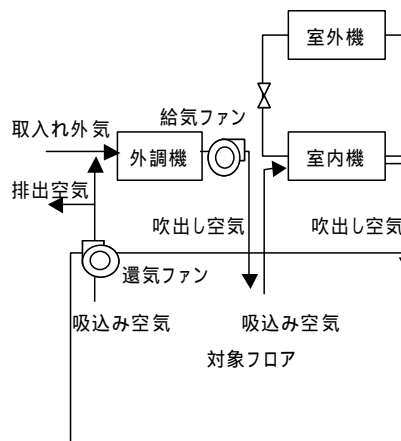 室外機
給気ファン
取入れ外気
外調機
室内機
排出空気
吹出し空気
吹出し空気
還気ファン
吸込み空気
吸込み空気
対象フロア